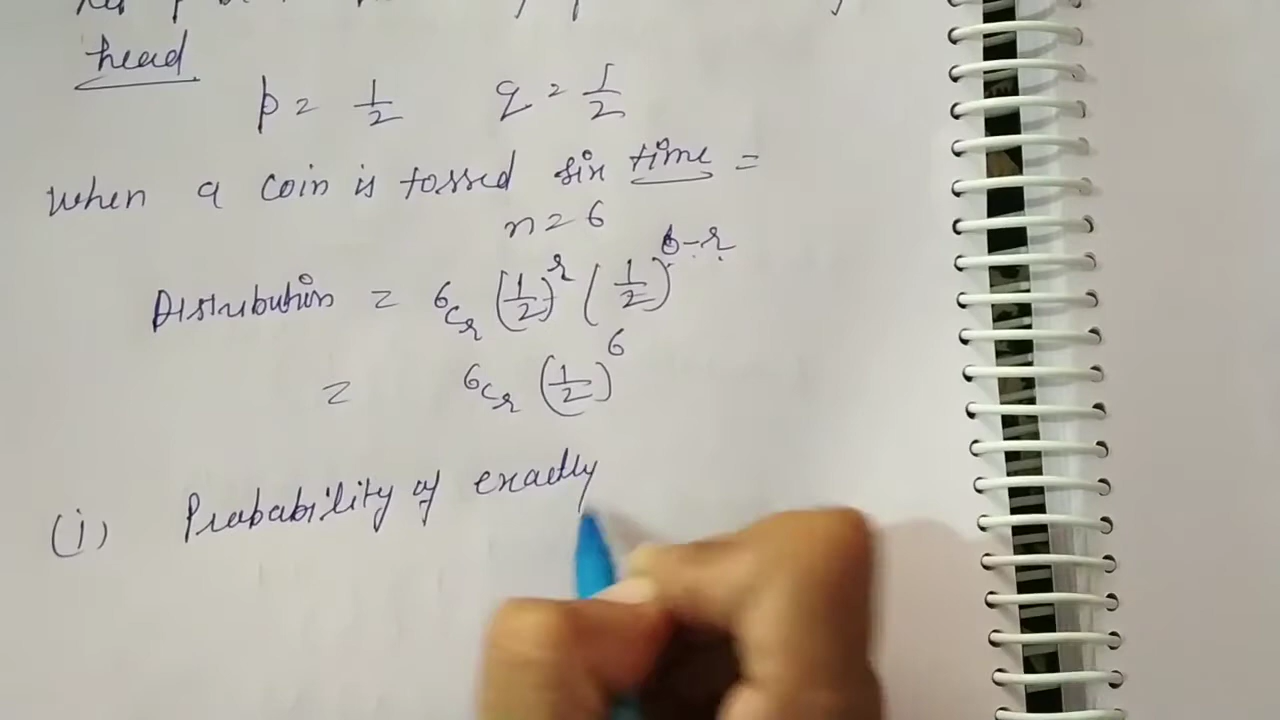 head
p = 1/2 q = 1/2
When a coin is tossed six time =
n = 6
Distribution = ⁶Cᵣ (1/2)ʳ (1/2)⁶⁻ʳ
= ⁶Cᵣ (1/2)⁶
(i) Probability of exactly